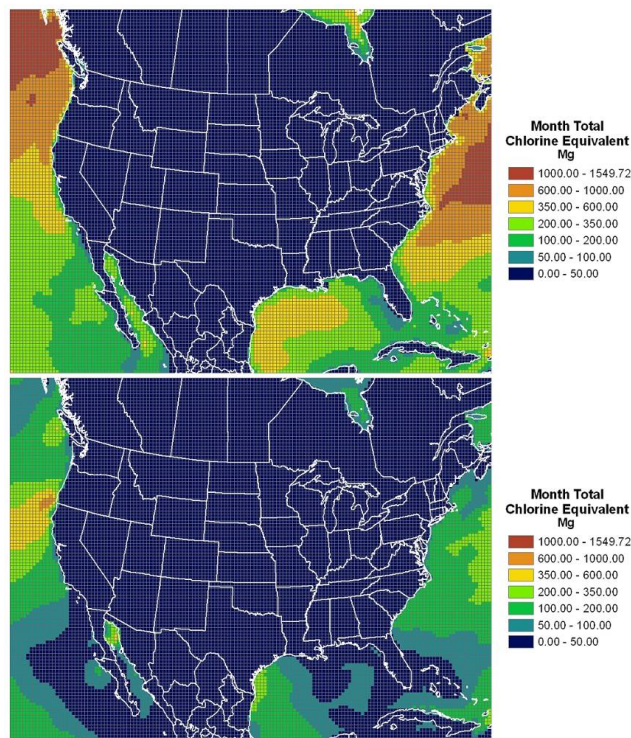 Month Total
Chlorine Equivalent
Mg
1000.00 - 1549.72
600.00 - 1000.00
350.00 - 600.00
200.00 - 350.00
100.00 - 200.00
50.00 - 100.00
0.00 - 50.00
Month Total
Chlorine Equivalent
Mg
1000.00 - 1549.72
600.00 - 1000.00
350.00 - 600.00
200.00 - 350.00
100.00 - 200.00
50.00 - 100.00
0.00 - 50.00